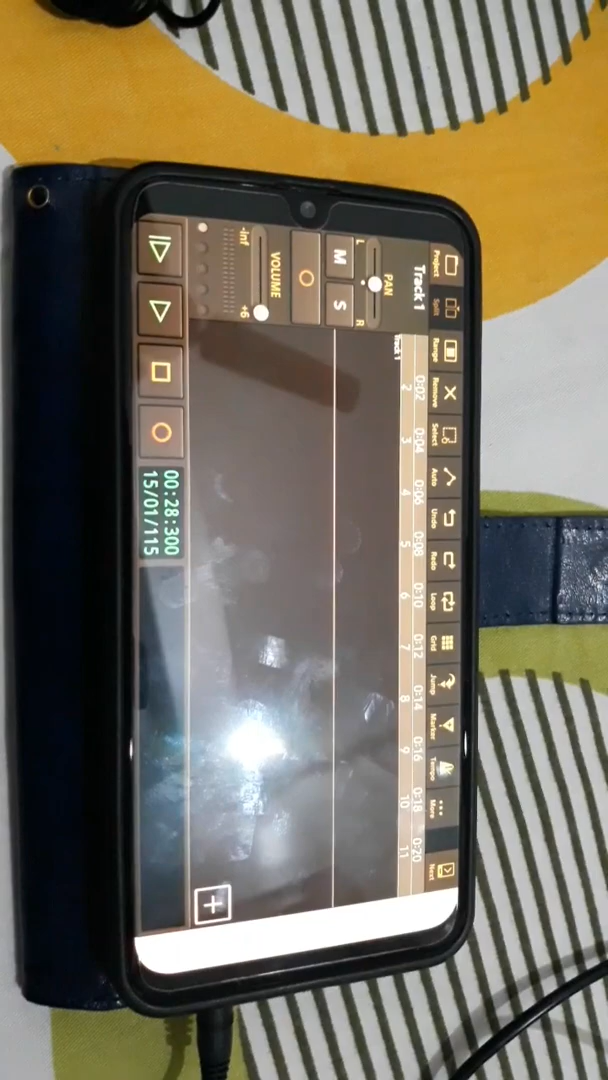 Project Split Range Remove Select Auto Undo Redo Loop Grid Jump Marker Tempo More Next
0:02 0:04 0:06 0:08 0:10 0:12 0:14 0:16 0:18 0:20
2 3 4 5 6 7 8 9 10 11
Track 1
Track 1
PAN
L R
M S
VOLUME
-inf +6
00:28:300
15/01/115